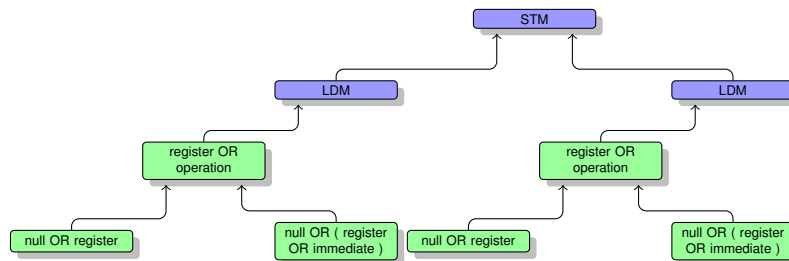 STM
LDM
LDM
register OR
operation
register OR
operation
null OR register
null OR ( register
OR immediate )
null OR register
null OR ( register
OR immediate )